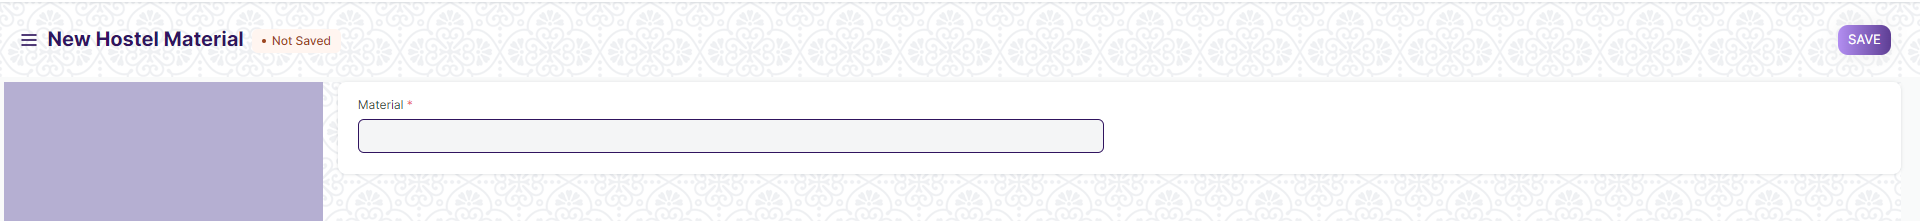 New Hostel Material
• Not Saved
SAVE
Material *